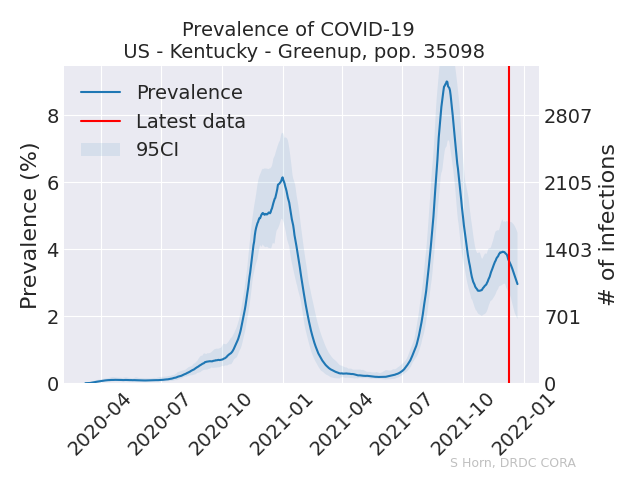 Prevalence of COVID-19
US - Kentucky - Greenup, pop. 35098
Prevalence
Latest data
95CI
Prevalence (%)
8
6
4
2
0
2807
2105
1403
701
0
# of infections
2020-04
2020-07
2020-10
2021-01
2021-04
2021-07
2021-10
2022-01
S Horn, DRDC CORA